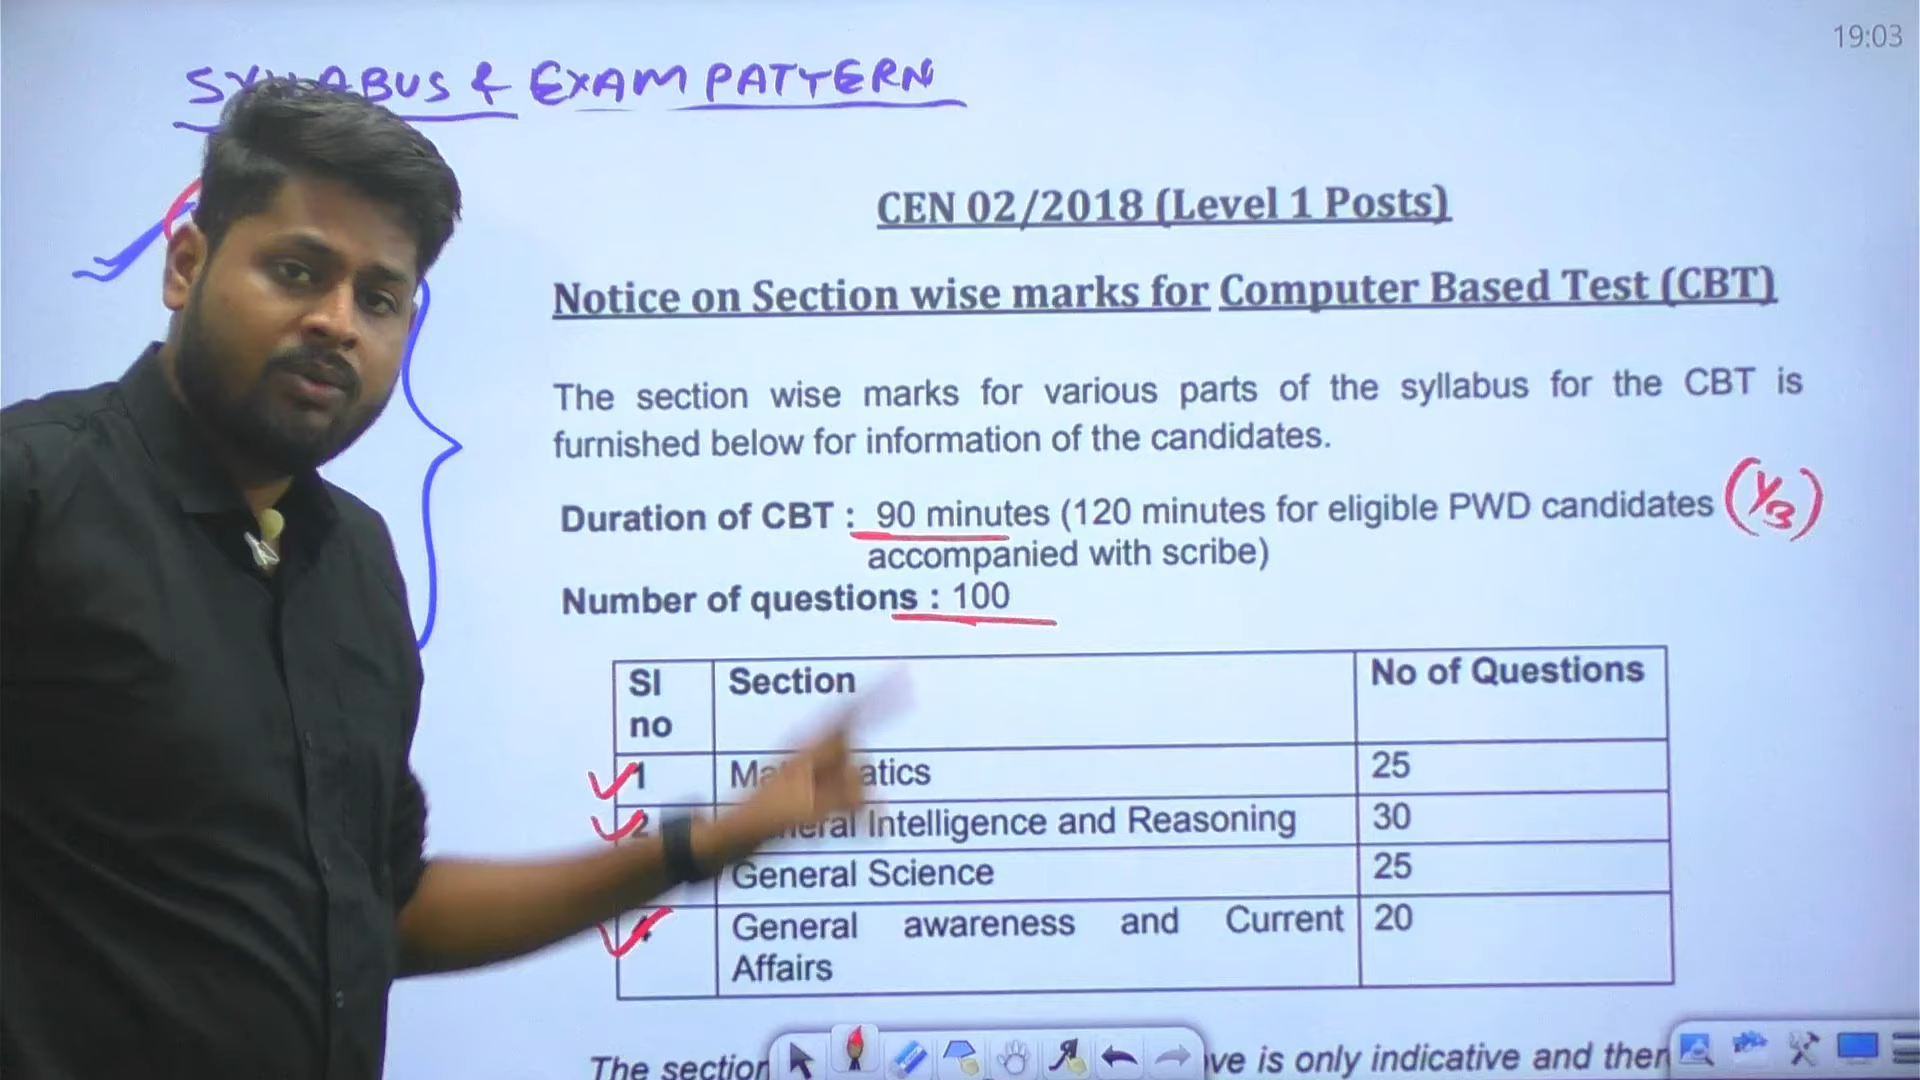 19:03
SYLLABUS & EXAM PATTERN
CEN 02/2018 (Level 1 Posts)
Notice on Section wise marks for Computer Based Test (CBT)
The section wise marks for various parts of the syllabus for the CBT is
furnished below for information of the candidates.
Duration of CBT : 90 minutes (120 minutes for eligible PWD candidates (1/3)
accompanied with scribe)
Number of questions : 100
Sl no Section No of Questions
1 Mathematics 25
2 General Intelligence and Reasoning 30
General Science 25
4 General awareness and Current 20
Affairs
The section is only indicative and